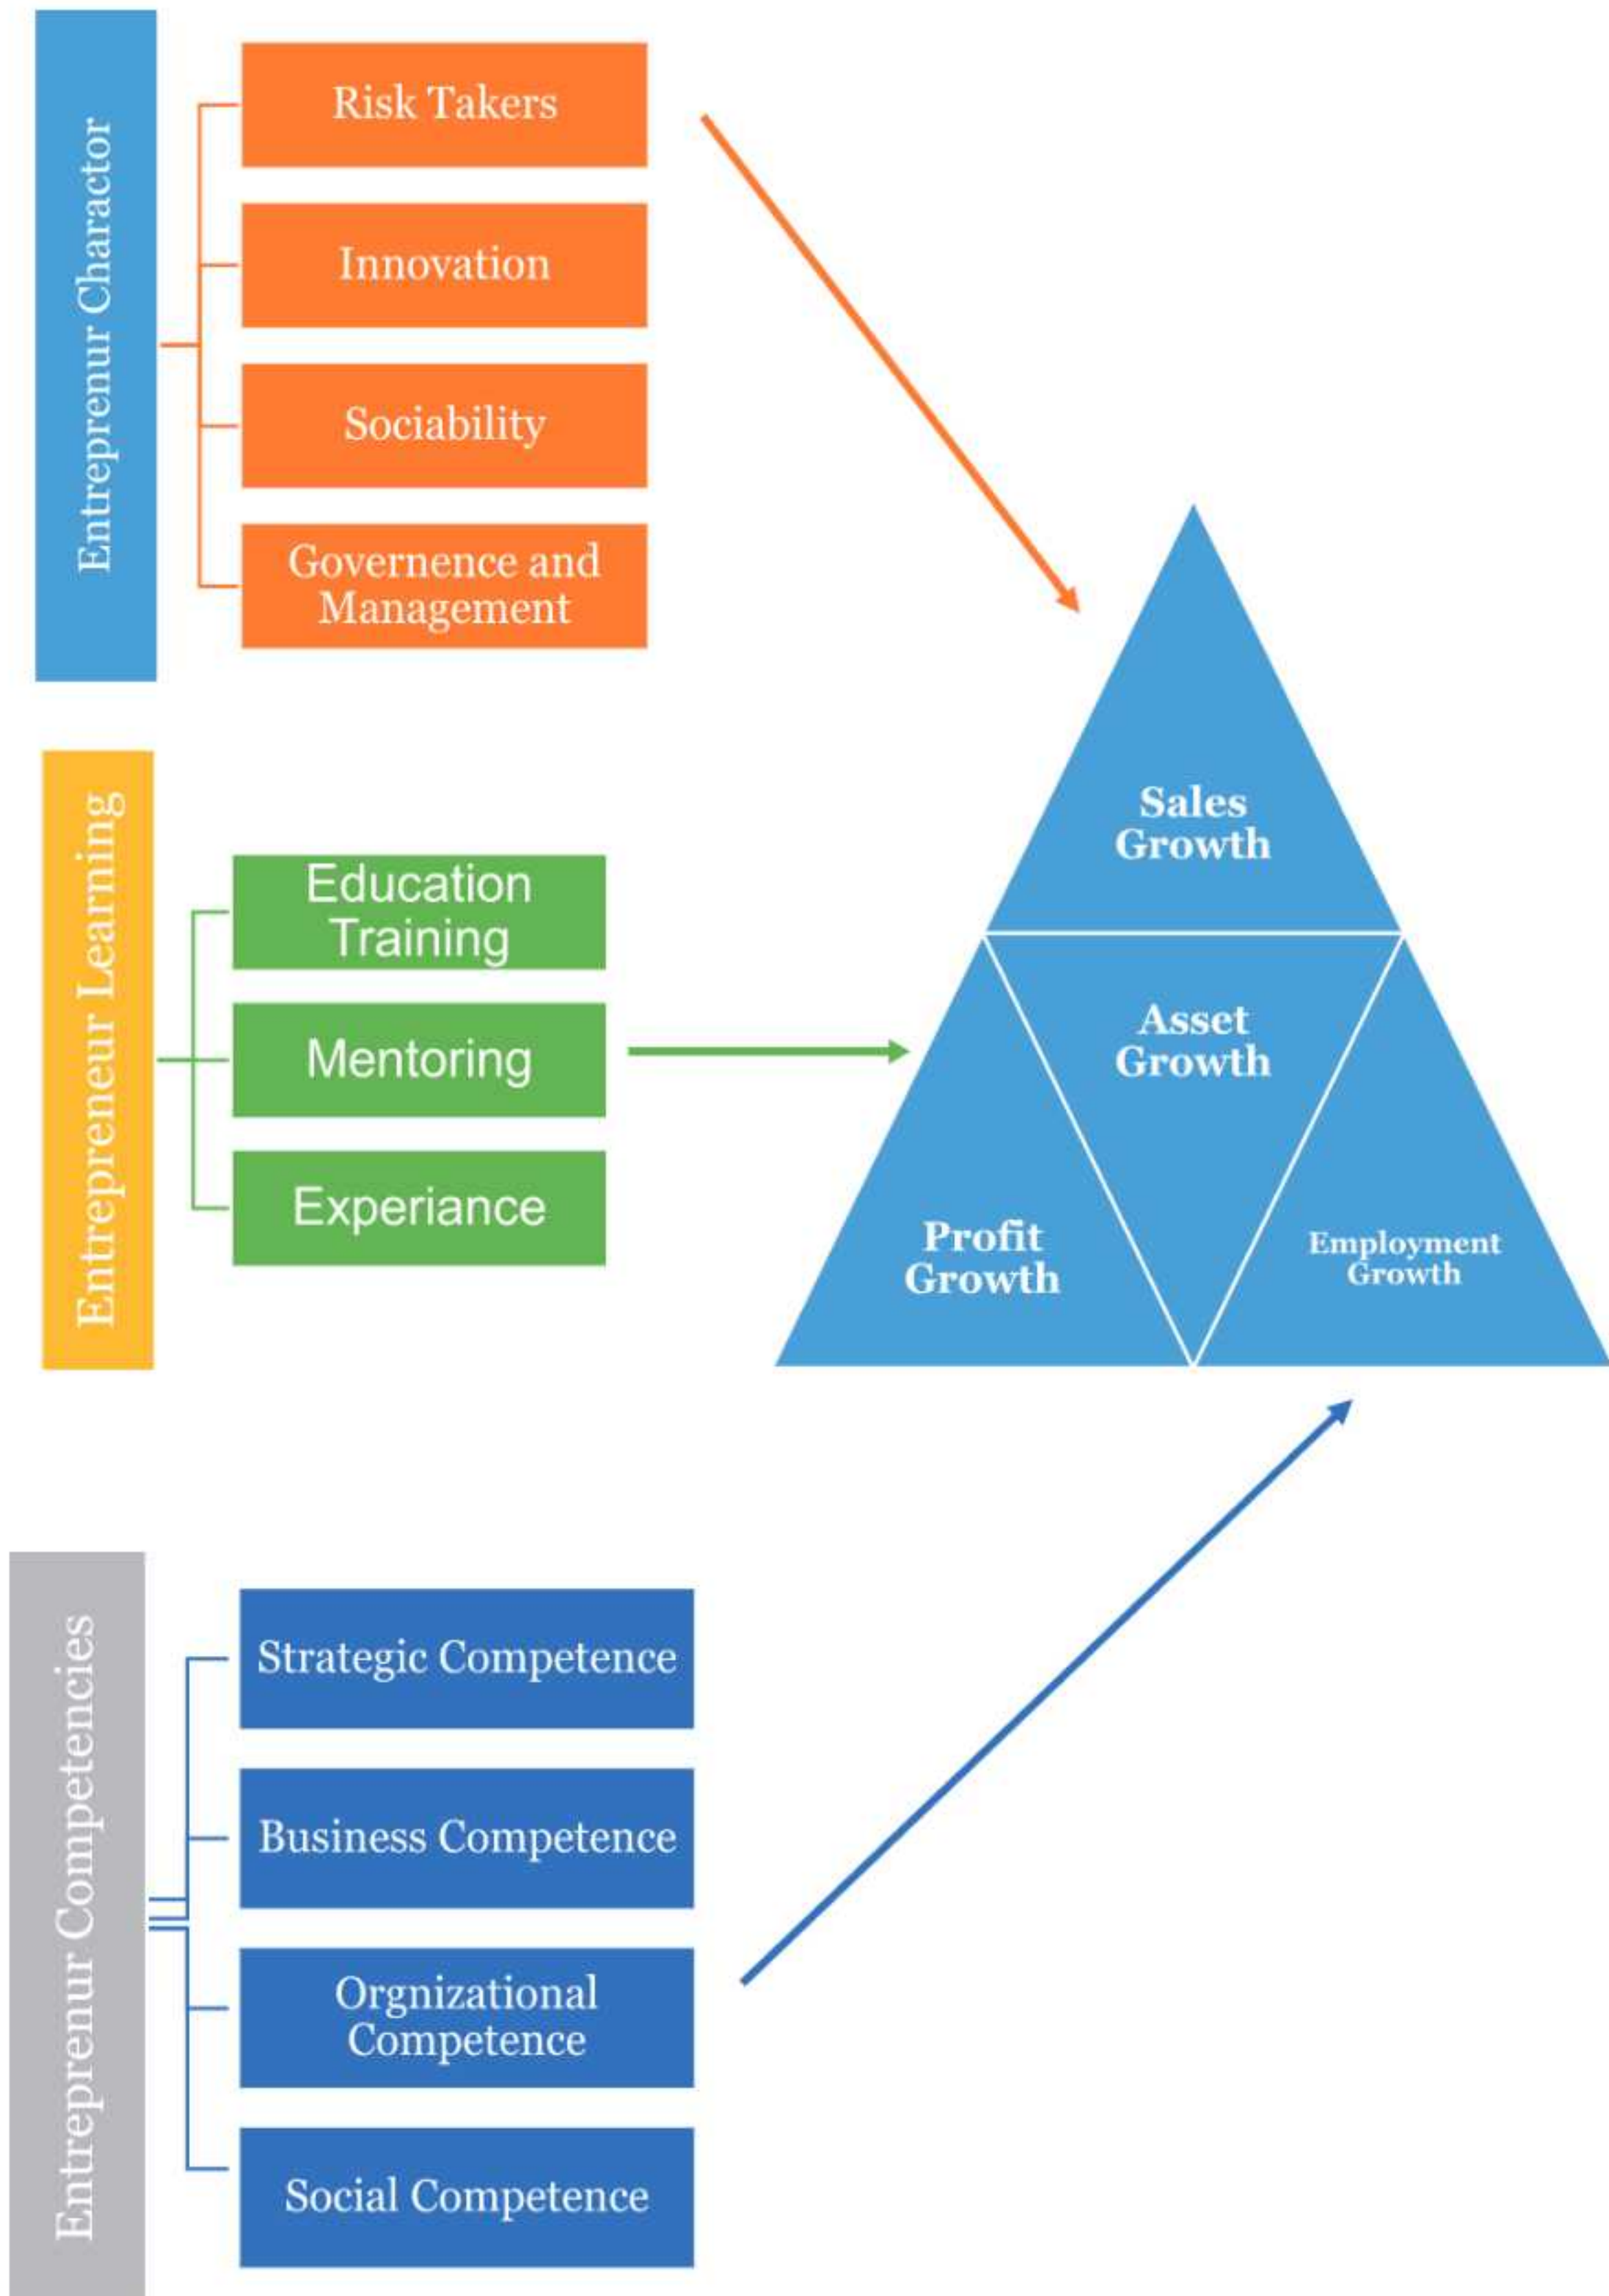 Entreprenur Charactor
Risk Takers
Innovation
Sociability
Governence and
Management
Entrepreneur Learning
Education
Training
Mentoring
Experiance
Sales
Growth
Asset
Growth
Profit
Growth
Employment
Growth
Entreprenur Competencies
Strategic Competence
Business Competence
Orgnizational
Competence
Social Competence